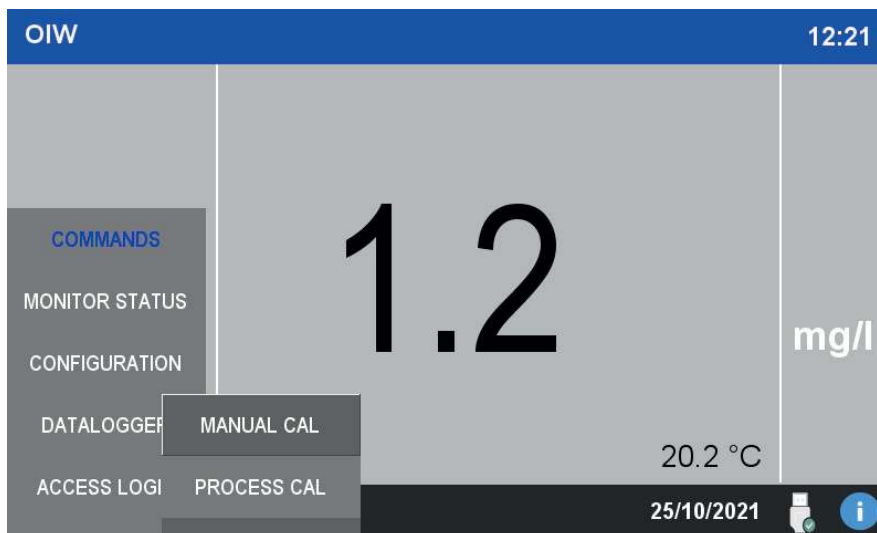 OIW
12:21
1.2
mg/l
20.2 °C
COMMANDS
MONITOR STATUS
CONFIGURATION
DATALOGGER
ACCESS LOGI
MANUAL CAL
PROCESS CAL
25/10/2021
i